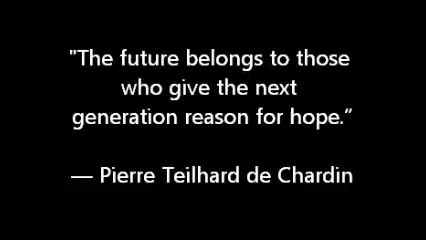 "The future belongs to those
who give the next
generation reason for hope.”
— Pierre Teilhard de Chardin